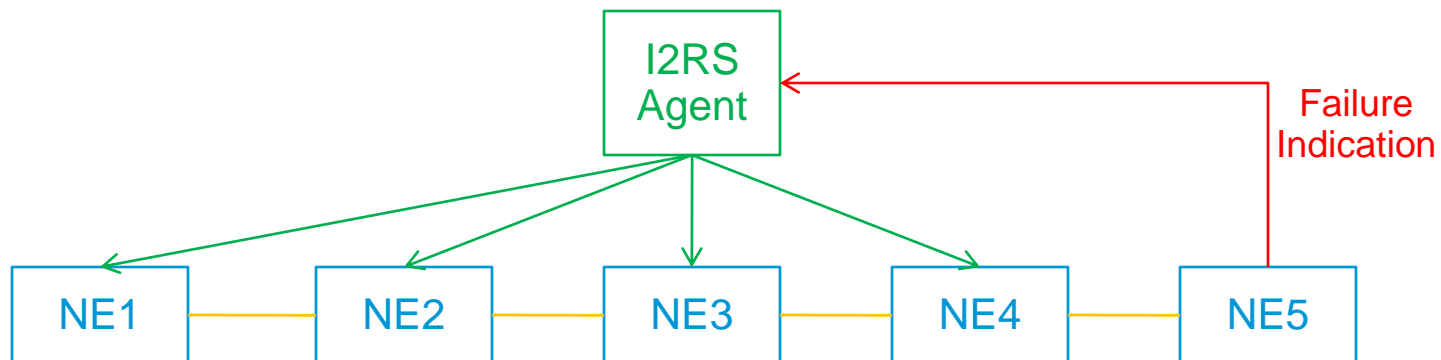 I2RS
Agent
Failure
Indication
NE1
NE2
NE3
NE4
NE5